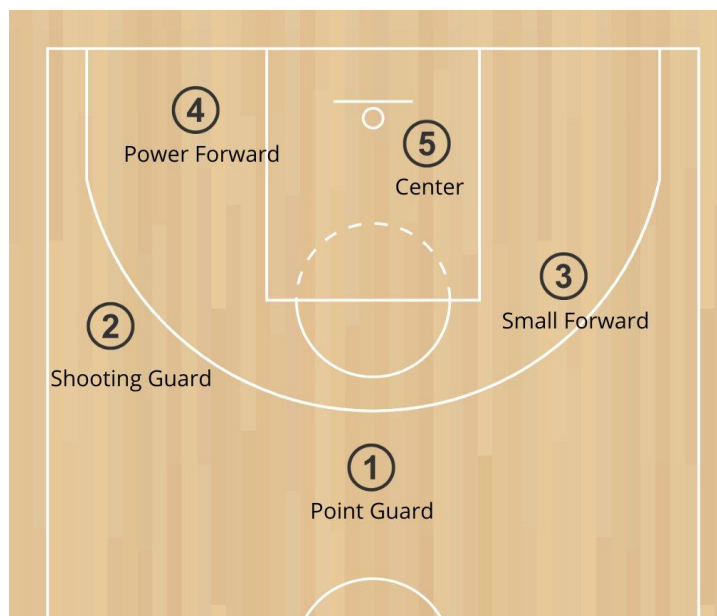 4
Power Forward
5
Center
3
Small Forward
2
Shooting Guard
1
Point Guard